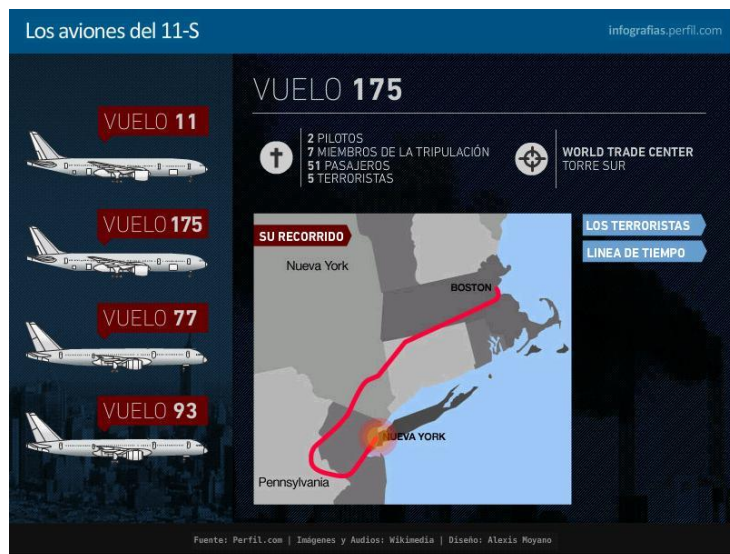 Los aviones del 11-S
infografias.perfil.com
VUELO 11
VUELO 175
VUELO 77
VUELO 93
VUELO 175
2 PILOTOS
7 MIEMBROS DE LA TRIPULACIÓN
51 PASAJEROS
5 TERRORISTAS
WORLD TRADE CENTER
TORRE SUR
SU RECORRIDO
Nueva York
BOSTON
NUEVA YORK
Pennsylvania
LOS TERRORISTAS
LINEA DE TIEMPO
Fuente: Perfil.com | Imágenes y Audios: Wikimedia | Diseño: Alexis Moyano